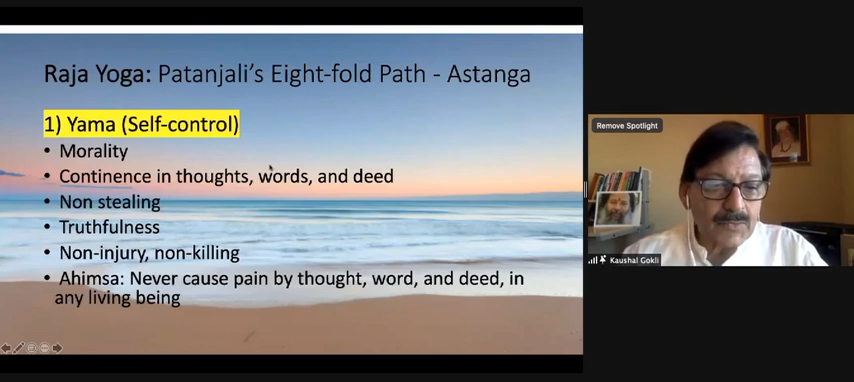 Raja Yoga: Patanjali's Eight-fold Path - Astanga
1) Yama (Self-control)
• Morality
• Continence in thoughts, words, and deed
• Non stealing
• Truthfulness
• Non-injury, non-killing
• Ahimsa: Never cause pain by thought, word, and deed, in
any living being
Remove Spotlight
Kaushal Gokli